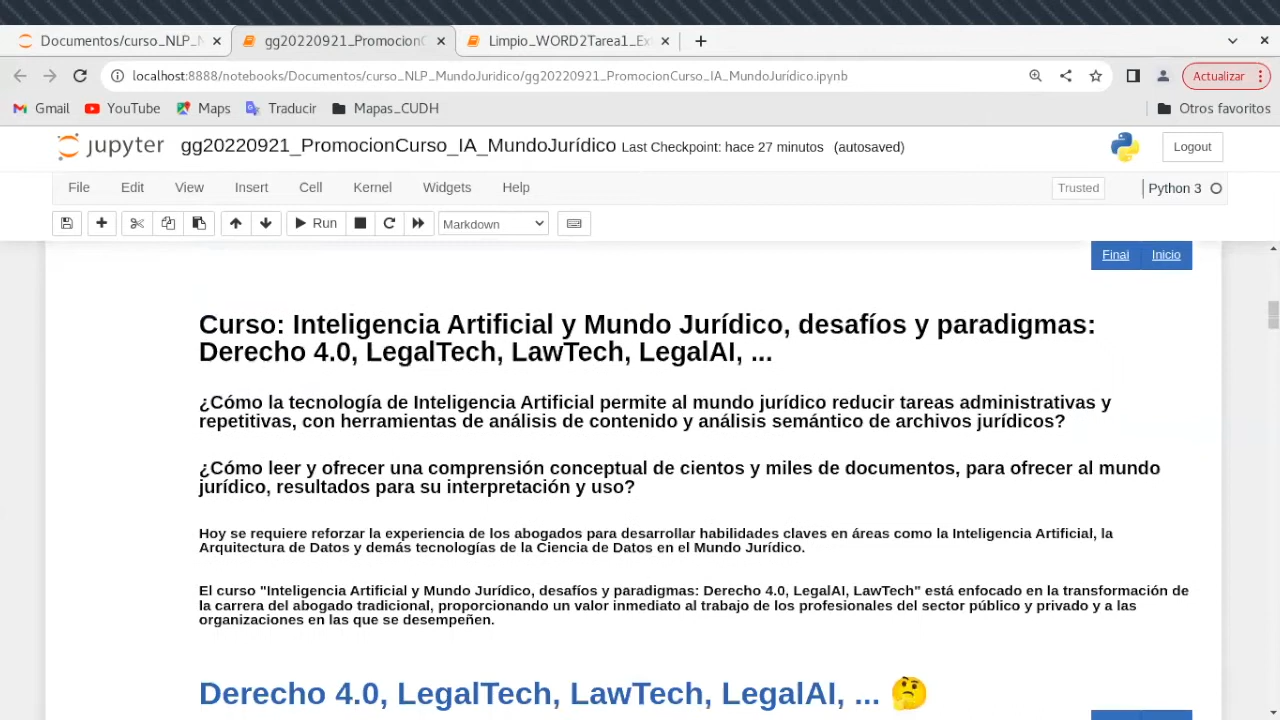 Documentos/curso_NLP_M
gg20220921_PromocionC
Limpio_WORD2Tarea1_Ex
localhost:8888/notebooks/Documentos/curso_NLP_MundoJuridico/gg20220921_PromocionCurso_IA_MundoJurídico.ipynb
Actualizar
Gmail YouTube Maps Traducir Mapas_CUDH Otros favoritos
jupyter gg20220921_PromocionCurso_IA_MundoJurídico Last Checkpoint: hace 27 minutos (autosaved) Logout
File Edit View Insert Cell Kernel Widgets Help Trusted Python 3
Run Markdown
Final Inicio
Curso: Inteligencia Artificial y Mundo Jurídico, desafíos y paradigmas:
Derecho 4.0, LegalTech, LawTech, LegalAI, ...
¿Cómo la tecnología de Inteligencia Artificial permite al mundo jurídico reducir tareas administrativas y
repetitivas, con herramientas de análisis de contenido y análisis semántico de archivos jurídicos?
¿Cómo leer y ofrecer una comprensión conceptual de cientos y miles de documentos, para ofrecer al mundo
jurídico, resultados para su interpretación y uso?
Hoy se requiere reforzar la experiencia de los abogados para desarrollar habilidades claves en áreas como la Inteligencia Artificial, la
Arquitectura de Datos y demás tecnologías de la Ciencia de Datos en el Mundo Jurídico.
El curso "Inteligencia Artificial y Mundo Jurídico, desafíos y paradigmas: Derecho 4.0, LegalAI, LawTech" está enfocado en la transformación de
la carrera del abogado tradicional, proporcionando un valor inmediato al trabajo de los profesionales del sector público y privado y a las
organizaciones en las que se desempeñen.
Derecho 4.0, LegalTech, LawTech, LegalAI, ... 🤔